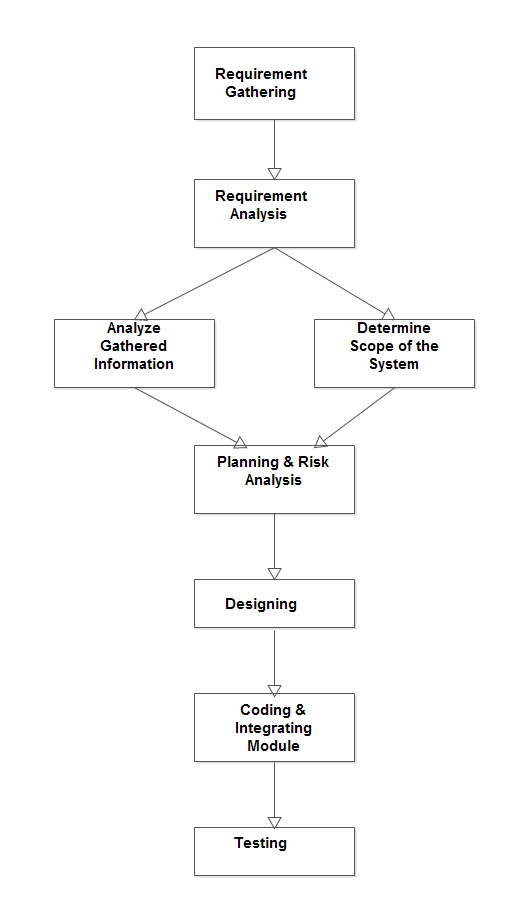 Requirement
Gathering
Requirement
Analysis
Analyze
Gathered
Information
Determine
Scope of the
System
Planning & Risk
Analysis
Designing
Coding &
Integrating
Module
Testing